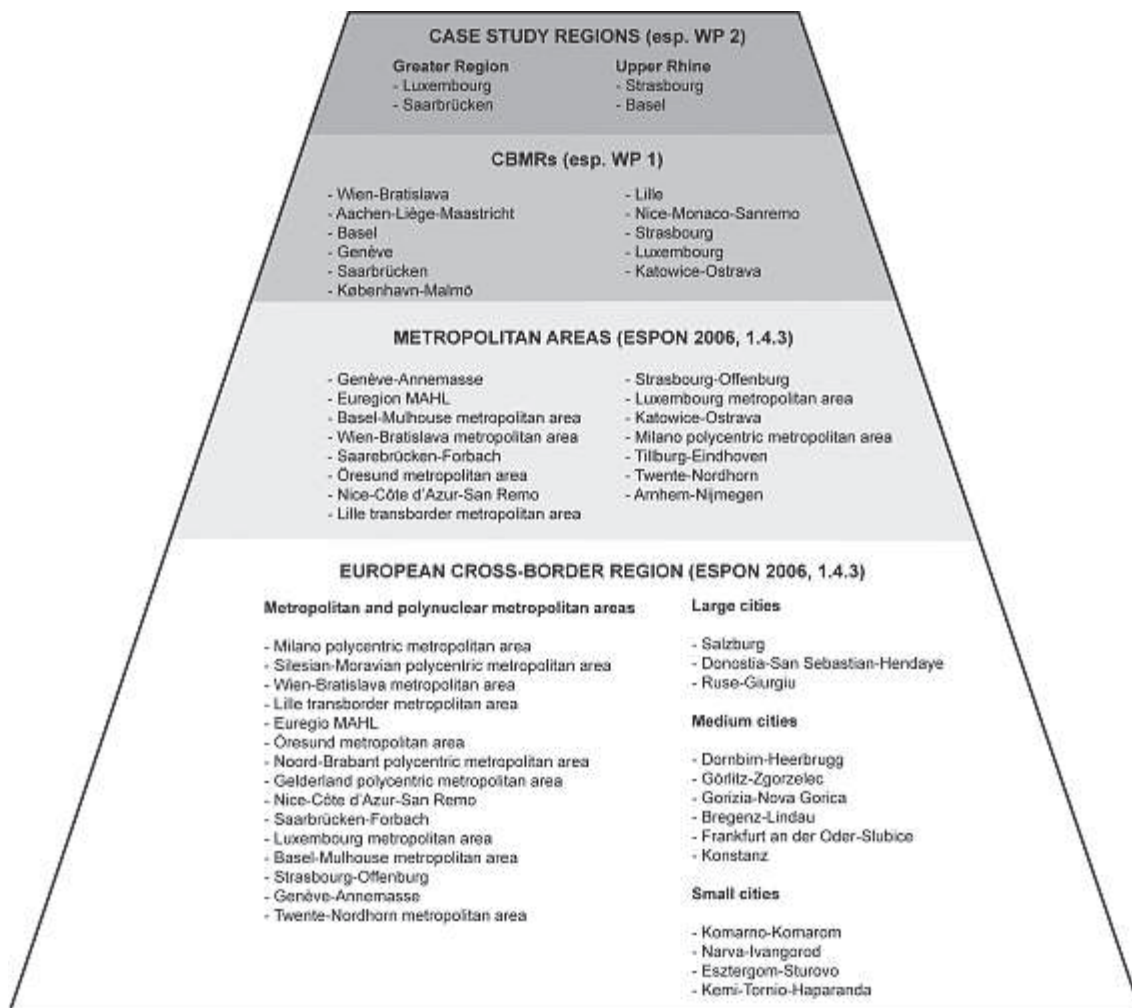 CASE STUDY REGIONS (esp. WP 2)
Greater Region
- Luxembourg
- Saarbrücken
Upper Rhine
- Strasbourg
- Basel
CBMRs (esp. WP 1)
- Wien-Bratislava
- Aachen-Liège-Maastricht
- Basel
- Genève
- Saarbrücken
- København-Malmö
- Lille
- Nice-Monaco-Sanremo
- Strasbourg
- Luxembourg
- Katowice-Ostrava
METROPOLITAN AREAS (ESPON 2006, 1.4.3)
- Genève-Annemasse
- Euregion MAHL
- Basel-Mulhouse metropolitan area
- Wien-Bratislava metropolitan area
- Saarebrücken-Forbach
- Öresund metropolitan area
- Nice-Côte d'Azur-San Remo
- Lille transborder metropolitan area
- Strasbourg-Offenburg
- Luxembourg metropolitan area
- Katowice-Ostrava
- Milano polycentric metropolitan area
- Tillburg-Eindhoven
- Twente-Nordhorn
- Arnhem-Nijmegen
EUROPEAN CROSS-BORDER REGION (ESPON 2006, 1.4.3)
Metropolitan and polynuclear metropolitan areas
- Milano polycentric metropolitan area
- Silesian-Moravian polycentric metropolitan area
- Wien-Bratislava metropolitan area
- Lille transborder metropolitan area
- Euregio MAHL
- Öresund metropolitan area
- Noord-Brabant polycentric metropolitan area
- Gelderland polycentric metropolitan area
- Nice-Côte d'Azur-San Remo
- Saarbrücken-Forbach
- Luxembourg metropolitan area
- Basel-Mulhouse metropolitan area
- Strasbourg-Offenburg
- Genève-Annemasse
- Twente-Nordhorn metropolitan area
Large cities
- Salzburg
- Donostia-San Sebastian-Hendaye
- Ruse-Giurgiu
Medium cities
- Dornbirn-Heerbrugg
- Görlitz-Zgorzelec
- Gorizia-Nova Gorica
- Bregenz-Lindau
- Frankfurt an der Oder-Slubice
- Konstanz
Small cities
- Komarno-Komarom
- Narva-Ivangorod
- Esztergom-Sturovo
- Kemi-Tornio-Haparanda